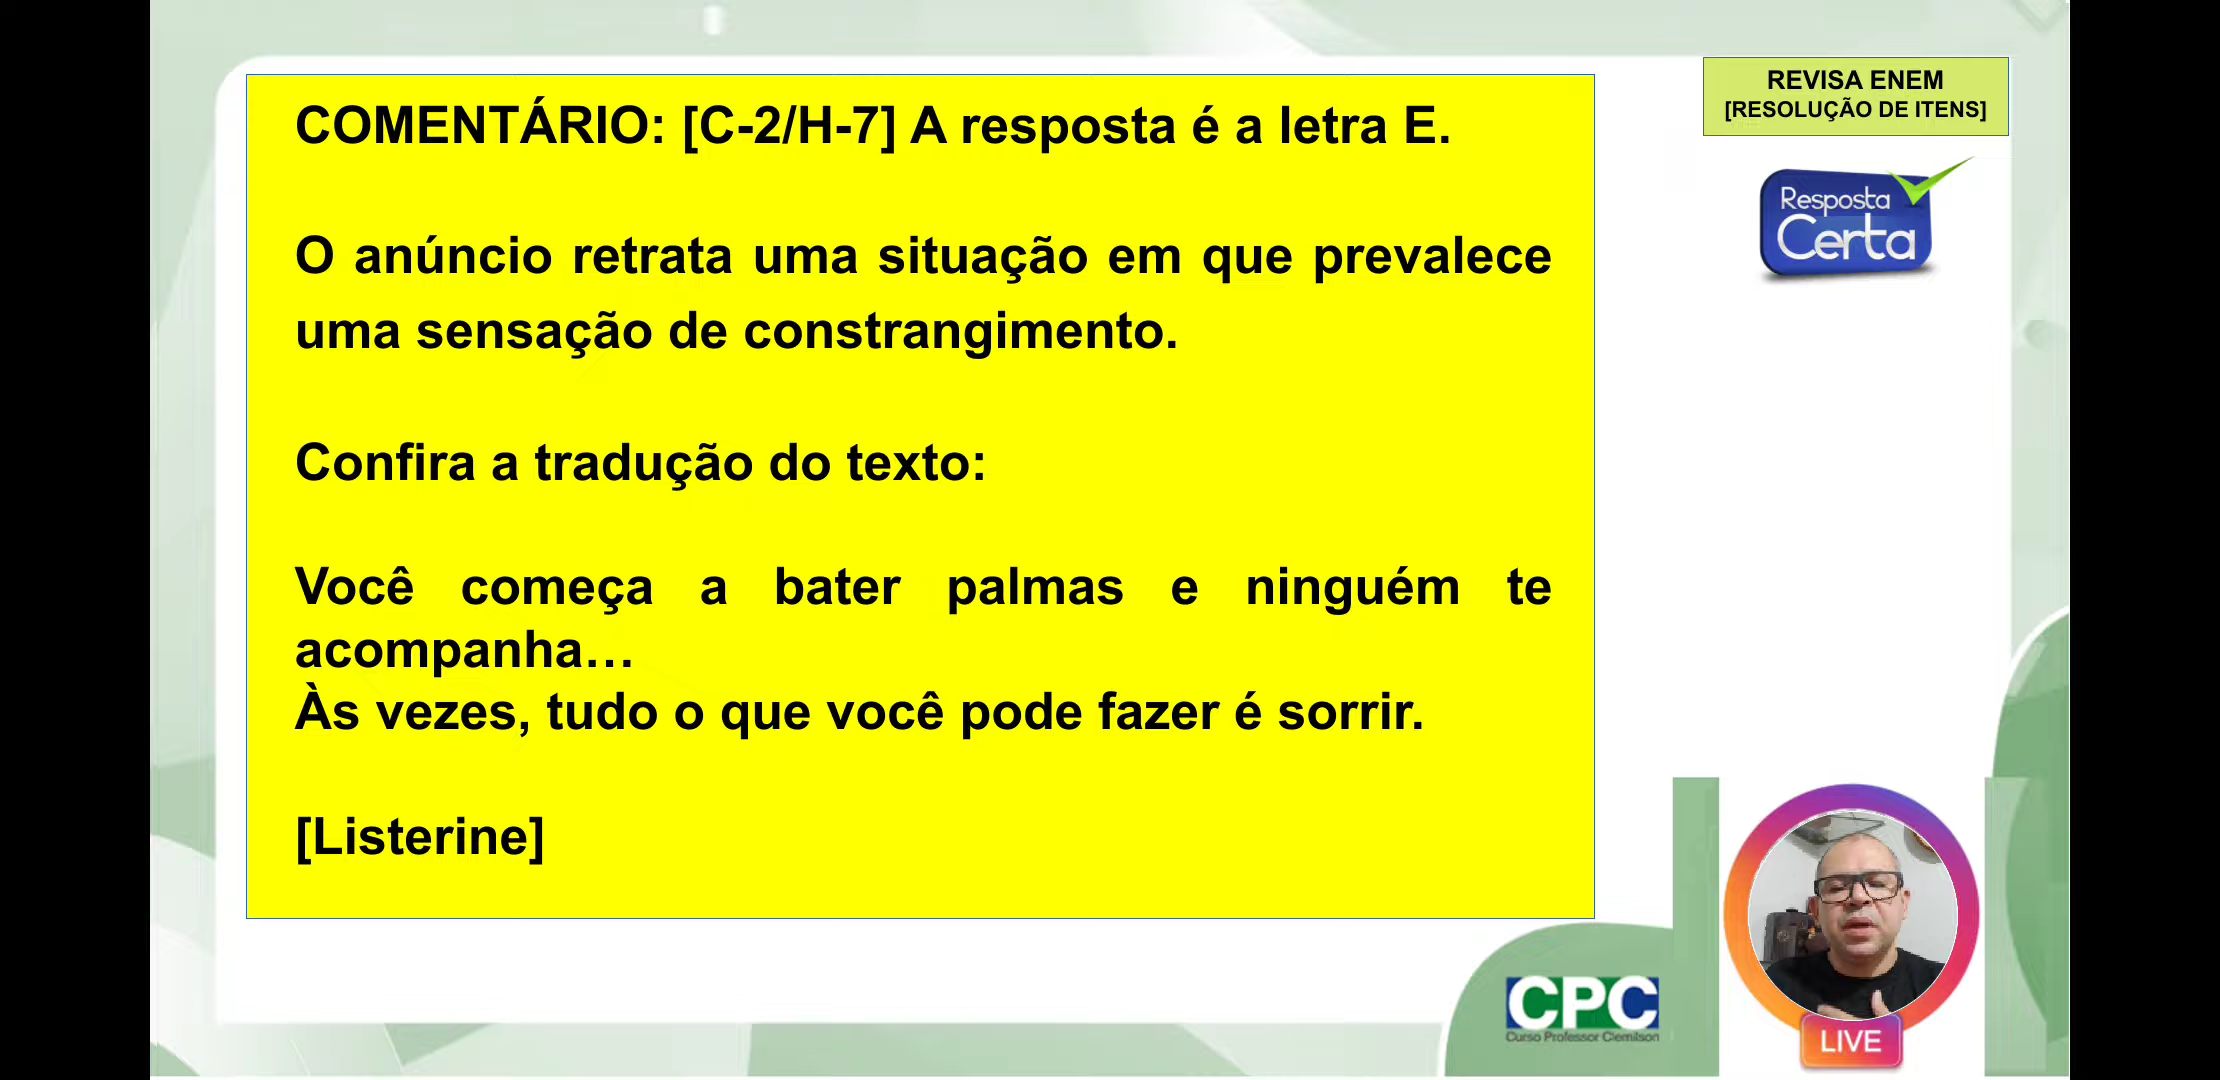 COMENTÁRIO: [C-2/H-7] A resposta é a letra E.
O anúncio retrata uma situação em que prevalece
uma sensação de constrangimento.
Confira a tradução do texto:
Você começa a bater palmas e ninguém te
acompanha…
Às vezes, tudo o que você pode fazer é sorrir.
[Listerine]
REVISA ENEM
[RESOLUÇÃO DE ITENS]
Resposta
Certa
CPC
Curso Professor Clemilson
LIVE